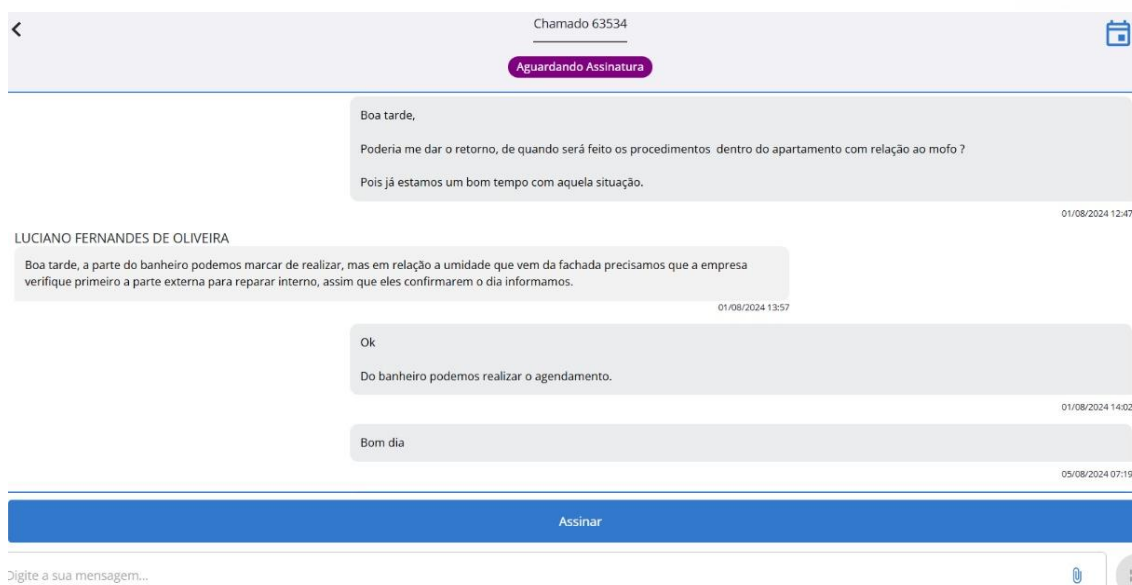 Chamado 63534
Aguardando Assinatura
Boa tarde,
Poderia me dar o retorno, de quando será feito os procedimentos dentro do apartamento com relação ao mofo ?
Pois já estamos um bom tempo com aquela situação.
01/08/2024 12:47
LUCIANO FERNANDES DE OLIVEIRA
Boa tarde, a parte do banheiro podemos marcar de realizar, mas em relação a umidade que vem da fachada precisamos que a empresa
verifique primeiro a parte externa para reparar interno, assim que eles confirmarem o dia informamos.
01/08/2024 13:57
Ok
Do banheiro podemos realizar o agendamento.
01/08/2024 14:02
Bom dia
05/08/2024 07:19
Assinar
Digite a sua mensagem...